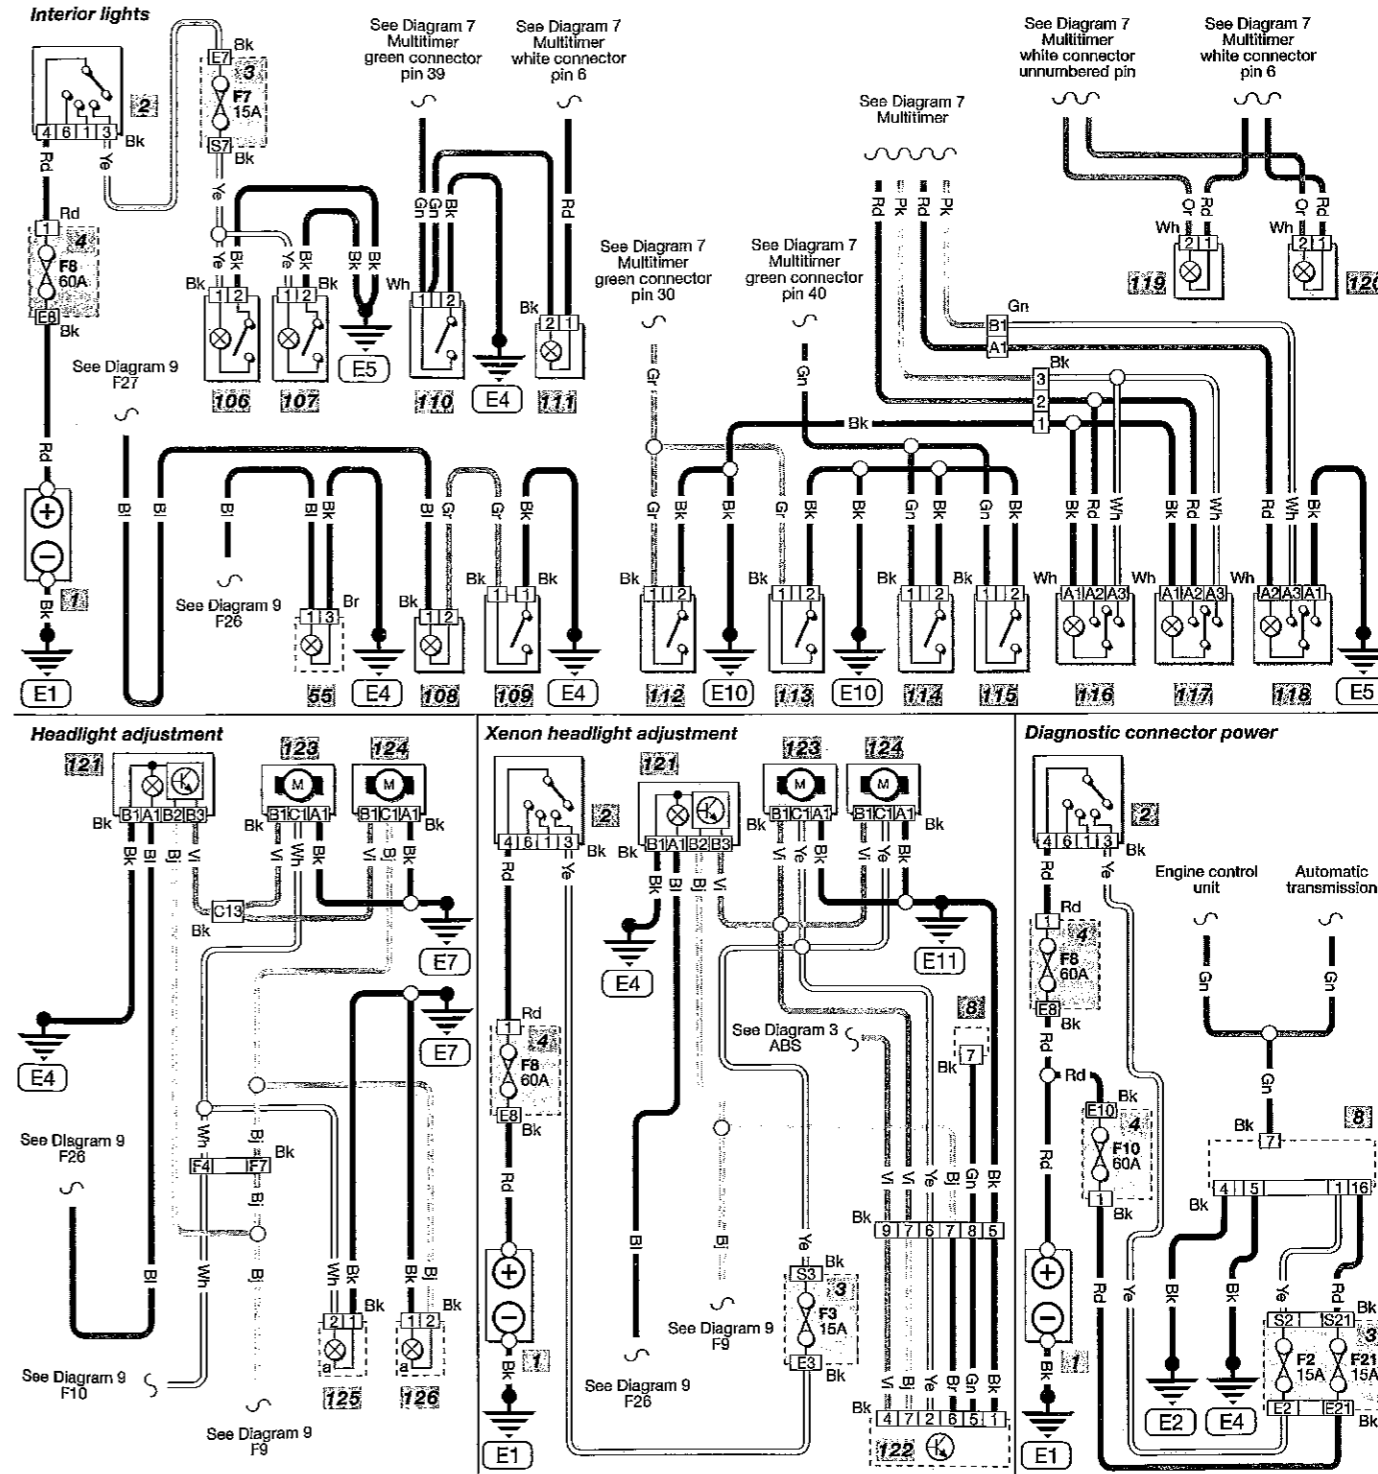 Interior lights
See Diagram 7
Multitimer
green connector
pin 39
See Diagram 7
Multitimer
white connector
pin 6
See Diagram 7
Multitimer
white connector
unnumbered pin
See Diagram 7
Multitimer
white connector
pin 6
See Diagram 7
Multitimer
E7 Bk
3
F7
15A
S7 Bk
2
4 6 1 3 Bk
Rd Ye
Rd
1
4
F8
60A
E8 Bk
Ye Bk Ye Bk Bk
Gn Gn Bk Rd
Rd Pk Rd Pk
Or Rd Or Rd
Wh 2 1 Wh 2 1
119 120
See Diagram 7
Multitimer
green connector
pin 30
See Diagram 7
Multitimer
green connector
pin 40
Bk 1 2 1 2 Bk
Wh 1 2
Bk 2 1
E5
E4
106 107 110 111
Gn
B1
A1
Bk
3
2
1
Bk
See Diagram 9
F27
Rd
Gr Gn
Bl Bl Bl Bl Bk Bl Gr Gr Bk
Gr Bk Gr Bk Gn Bk Gn Bk Bk Rd Wh Bk Rd Wh Rd Wh Bk
Bk
1
E1
See Diagram 9
F26
1 3 Br
Bk 1 2
Bk 1 1 Bk
Bk 1 2
Bk 1 2
Bk 1 2
Bk 1 2
Wh A1 A2 A3
Wh A1 A2 A3
Wh A2 A3 A1
55 E4 108 109 E4 112 E10 113 E10 114 115 116 117 118 E5
Headlight adjustment
121 123 124
M M
B1 A1 B2 B3
Bk
B1 C1 A1
Bk
B1 C1 A1
Bk
Bk Bl Bj Vi Vi Wh Bk Vi Bj Bk
C13
Bk
E7
E7
E4
See Diagram 9
F26
Wh Bj
F4 F7 Bk
Bj
Bl Wh Bj Wh Bk Bk Bj
2 1 Bk
1 2 Bk
a a
125 126
See Diagram 9
F10
See Diagram 9
F9
Xenon headlight adjustment
2
4 6 1 3 Bk
Rd Ye
121 123 124
M M
Bk B1 A1 B2 B3
Bk B1 C1 A1
B1 C1 A1 Bk
Bk Bl Bj Vi Vi Ye Bk Vi Ye Bk
E4
E11
Rd
1
4
F8
60A
E8 Bk
See Diagram 3
ABS
8
Bk 7
Vi Vi Ye Bj Gn Bk
Bk 9 7 6 7 8 5
Rd
Bl Bj Ye
S3 Bk
3
F3
15A
E3 Bk
See Diagram 9
F9
See Diagram 9
F26
1
Bk
E1
Vi Bj Ye Br Gn Bk
Bk 4 7 2 6 5 1
122
Diagnostic connector power
2
4 6 1 3 Bk
Rd Ye
Engine control
unit
Automatic
transmission
Rd
1
4
F8
60A
E8 Bk
Rd
Gn Gn
Gn
Rd
Bk
E10
4
F10
60A
1 Bk
Bk 7
8
Bk 4 5 1 16
Rd
Rd Ye Bk Bk Ye Rd
1
Bk
E1
E2
E4
S2 S21 Bk
3
F2
15A
F21
15A
E2 E21
Bk